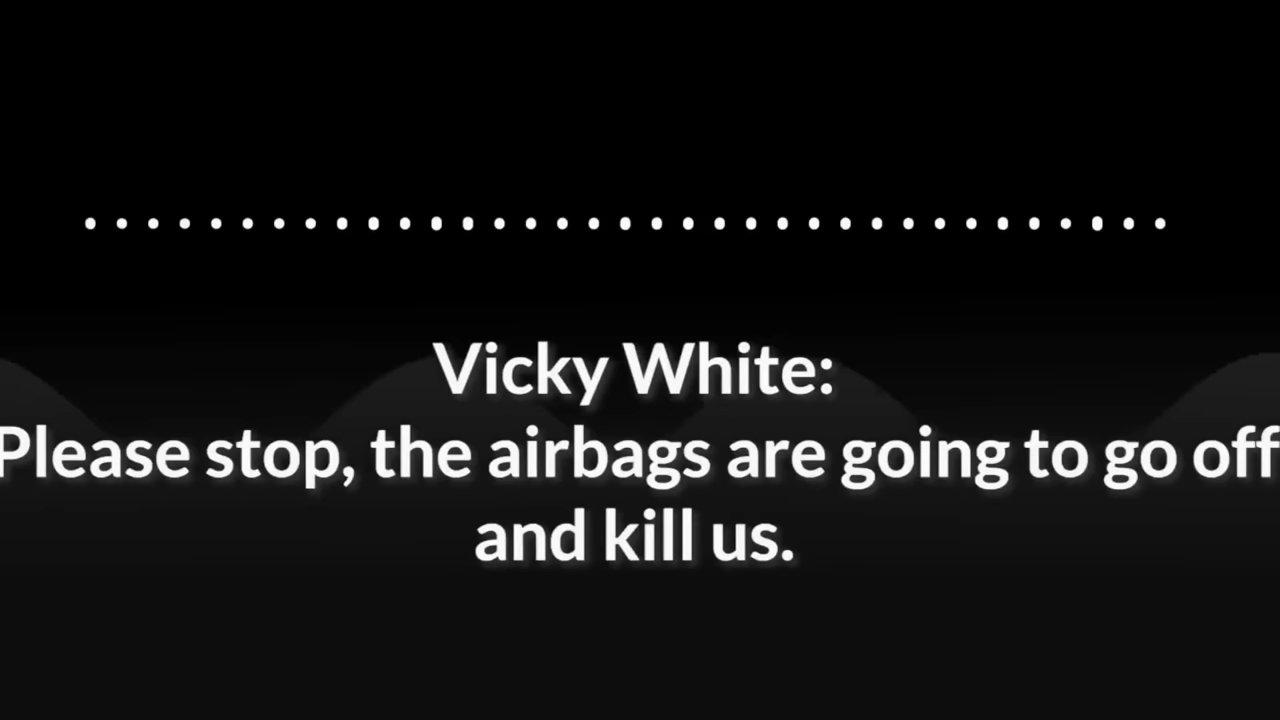 Vicky White:
Please stop, the airbags are going to go off
and kill us.